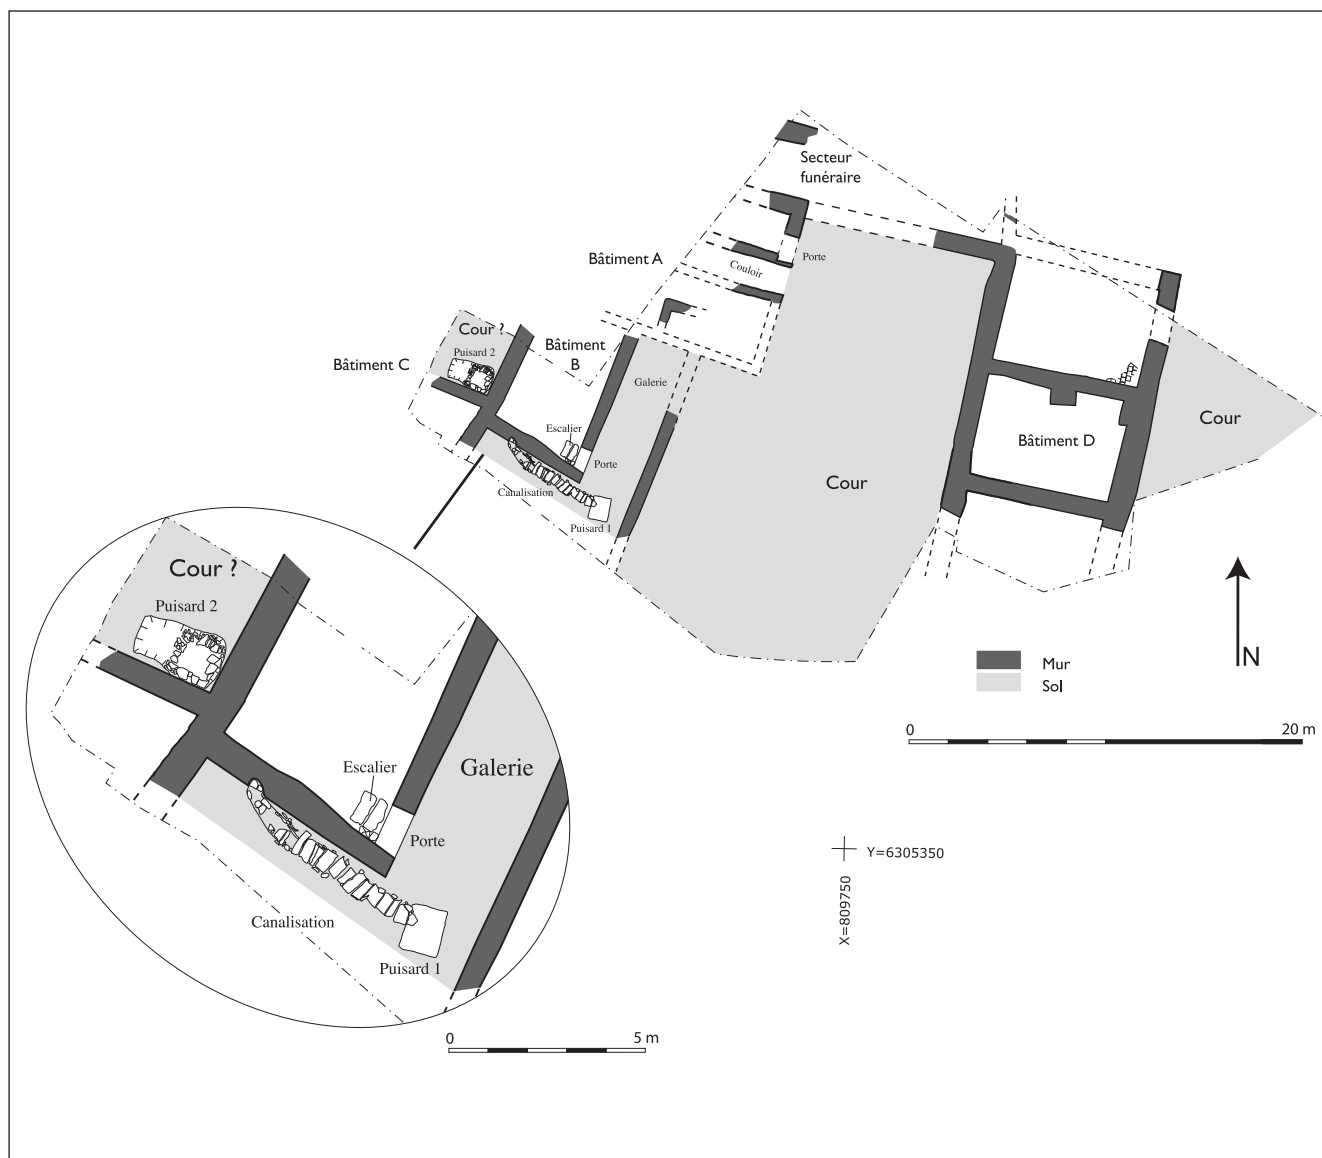 Secteur
funéraire
Bâtiment A
Couloir
Porte
Cour ?
Puisard 2
Bâtiment
B
Bâtiment C
Galerie
Escalier
Porte
Canalisation
Puisard 1
Cour
Bâtiment D
Cour
Cour ?
Puisard 2
Escalier
Galerie
Porte
Canalisation
Puisard 1
N
Mur
Sol
0 20 m
Y=6305350
X=809750
0 5 m